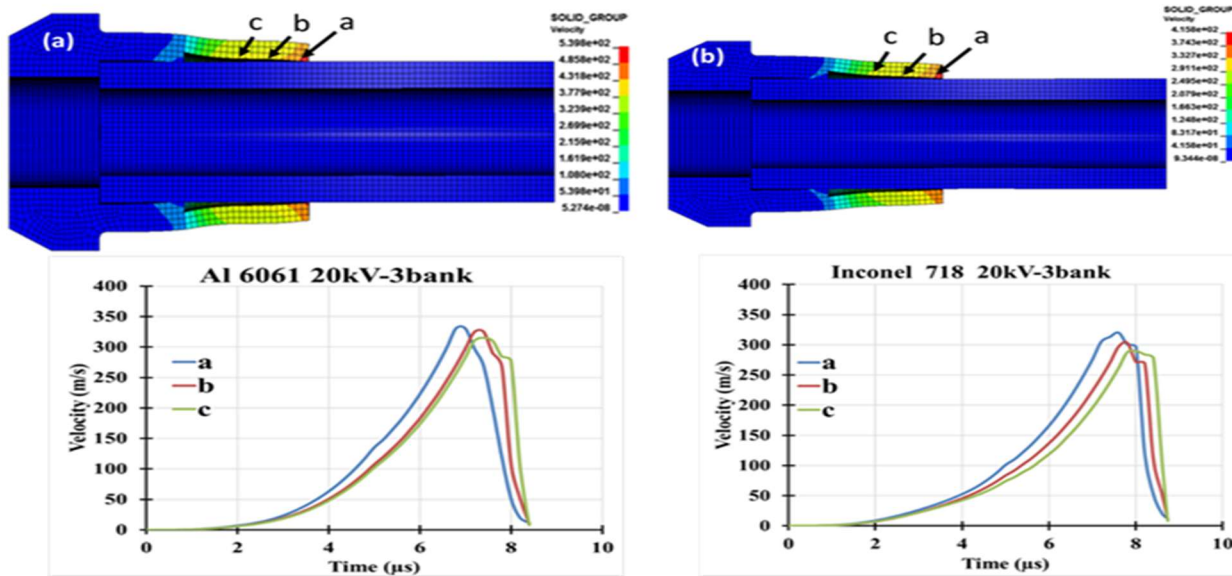 (a)
c b a
SOLID_GROUP
Velocity
5.398e+02
4.858e+02
4.318e+02
3.779e+02
3.239e+02
2.699e+02
2.159e+02
1.619e+02
1.080e+02
5.398e+01
5.274e-08
(b)
c b a
SOLID_GROUP
Velocity
4.158e+02
3.743e+02
3.327e+02
2.911e+02
2.495e+02
2.079e+02
1.663e+02
1.248e+02
8.317e+01
4.158e+01
9.344e-08
Al 6061 20kV-3bank
Velocity (m/s)
400
350
300
250
200
150
100
50
0
a
b
c
0 2 4 6 8 10
Time (µs)
Inconel 718 20kV-3bank
Velocity (m/s)
400
350
300
250
200
150
100
50
0
a
b
c
0 2 4 6 8 10
Time (µs)